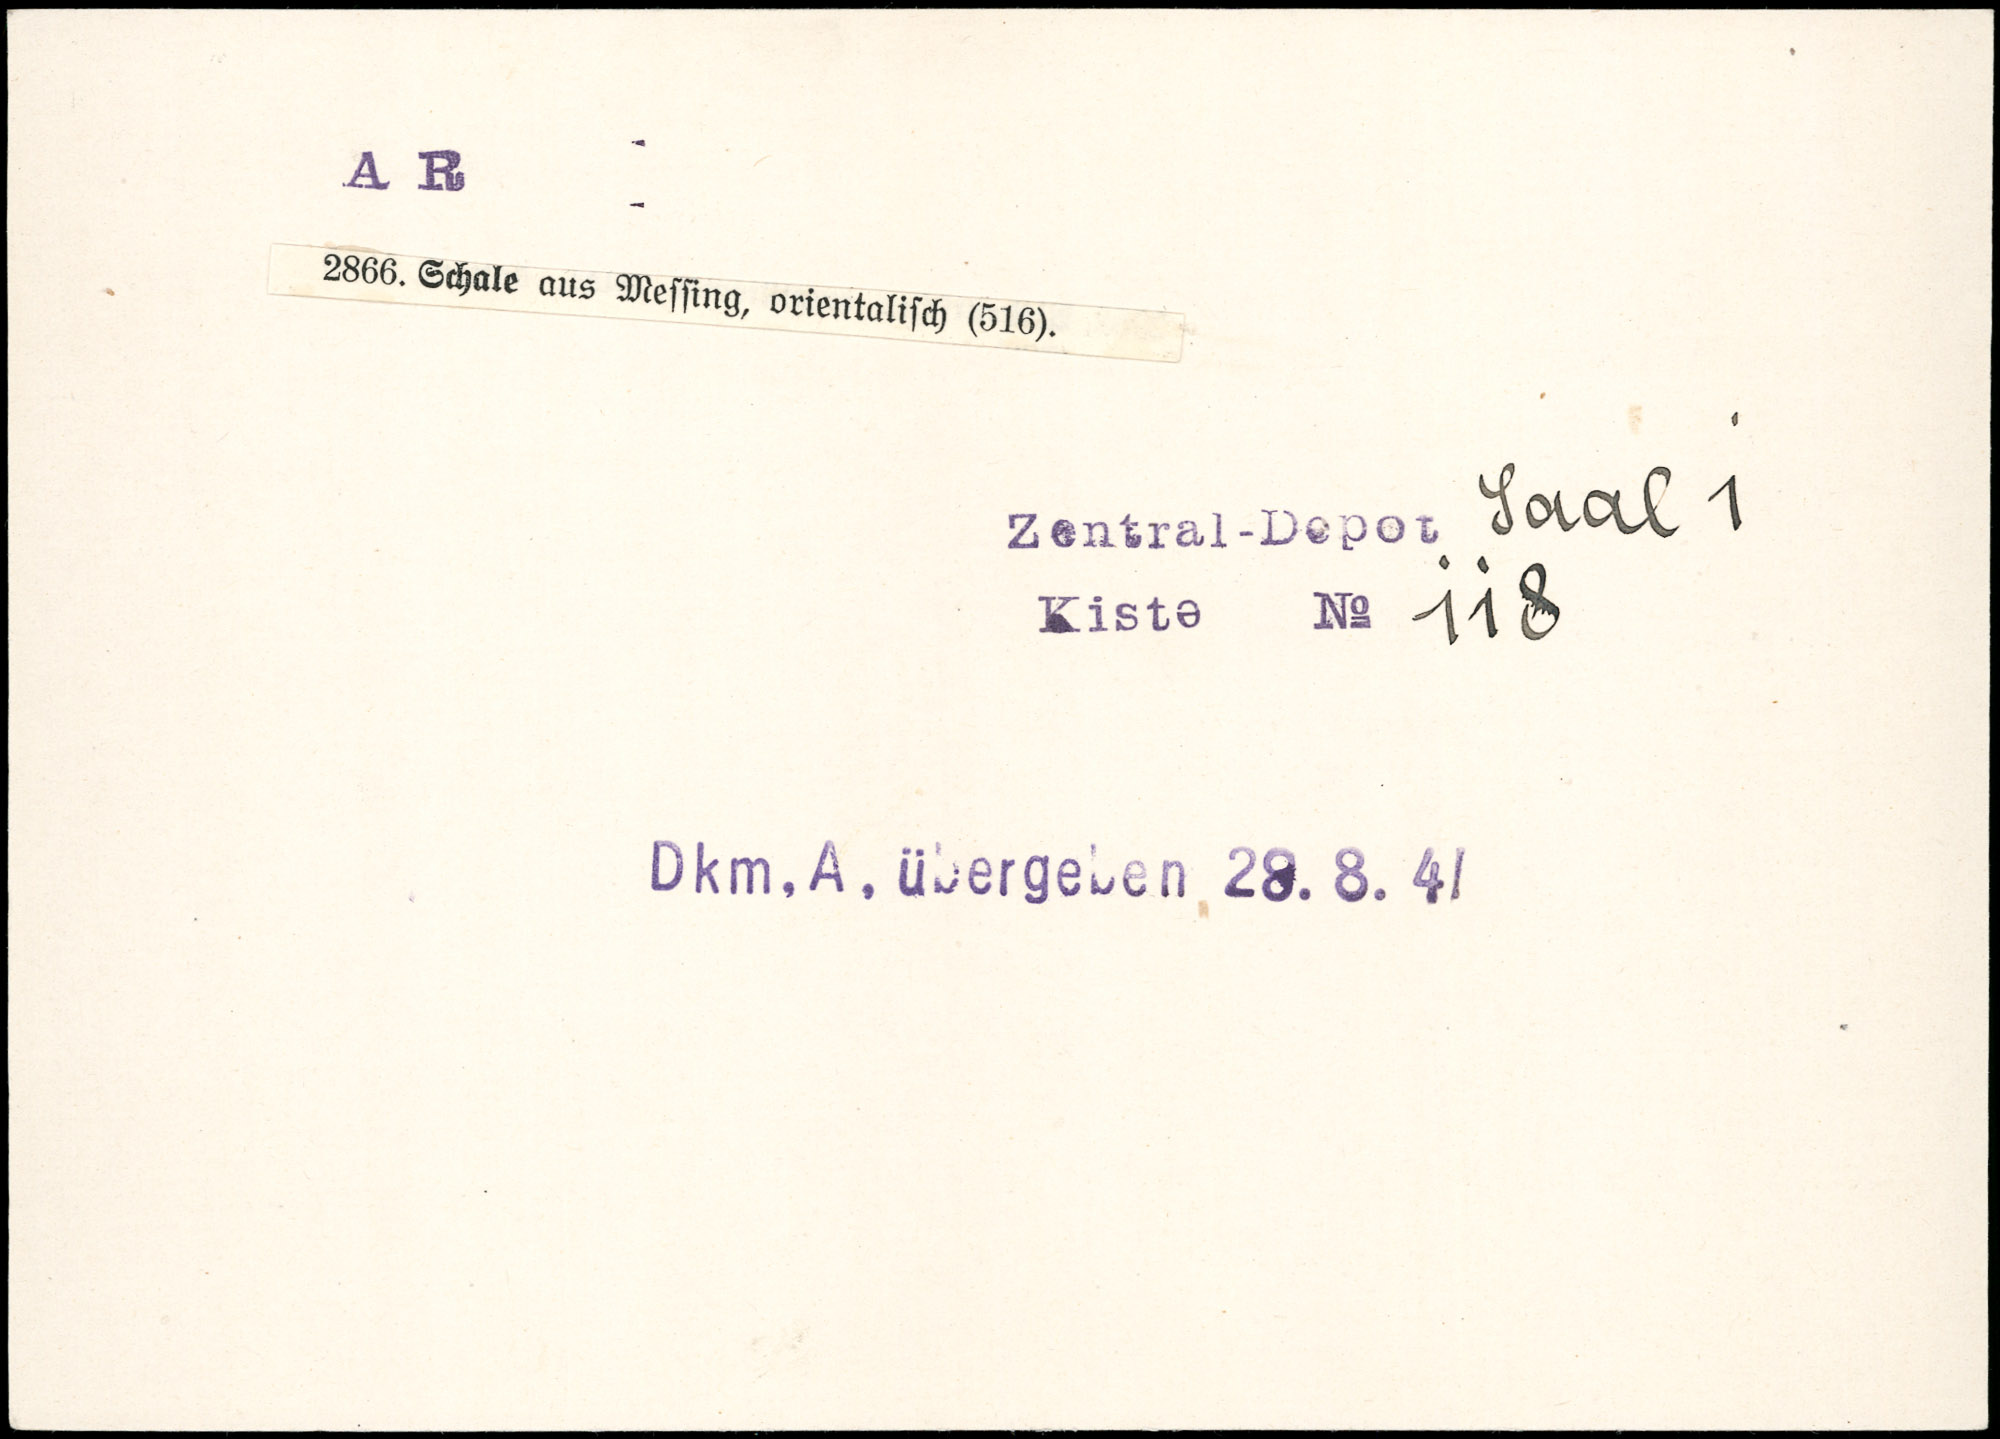 A R
2866. Schale aus Meſſing, orientaliſch (516).
Zentral-Depot Saal 1
Kiste № 118
Dkm. A. übergeben 28. 8. 41